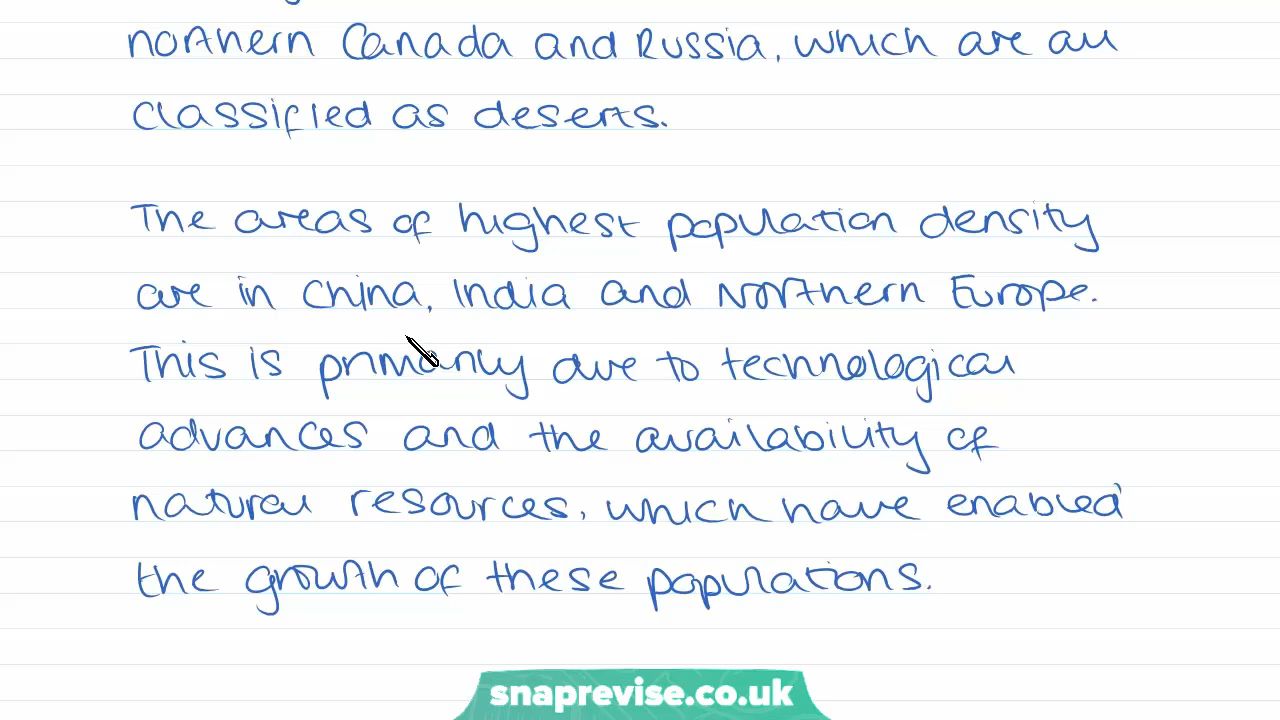 northern Canada and Russia, which are all
classified as deserts.
The areas of highest population density
are in China, India and Northern Europe.
This is primarily due to technological
advances and the availability of
natural resources, which have enabled
the growth of these populations.
snaprevise.co.uk